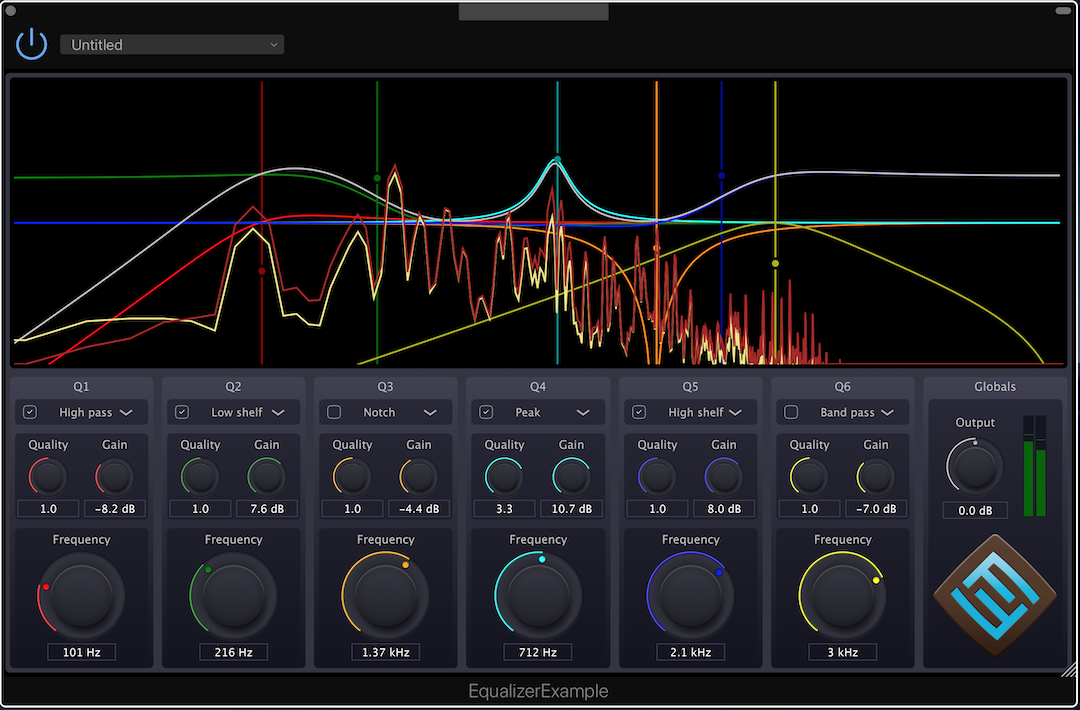 Untitled
Q1 Q2 Q3 Q4 Q5 Q6 Globals
High pass Low shelf Notch Peak High shelf Band pass
Output
Quality Gain Quality Gain Quality Gain Quality Gain Quality Gain Quality Gain
1.0 -8.2 dB 1.0 7.6 dB 1.0 -4.4 dB 3.3 10.7 dB 1.0 8.0 dB 1.0 -7.0 dB 0.0 dB
Frequency Frequency Frequency Frequency Frequency Frequency
101 Hz 216 Hz 1.37 kHz 712 Hz 2.1 kHz 3 kHz
EqualizerExample